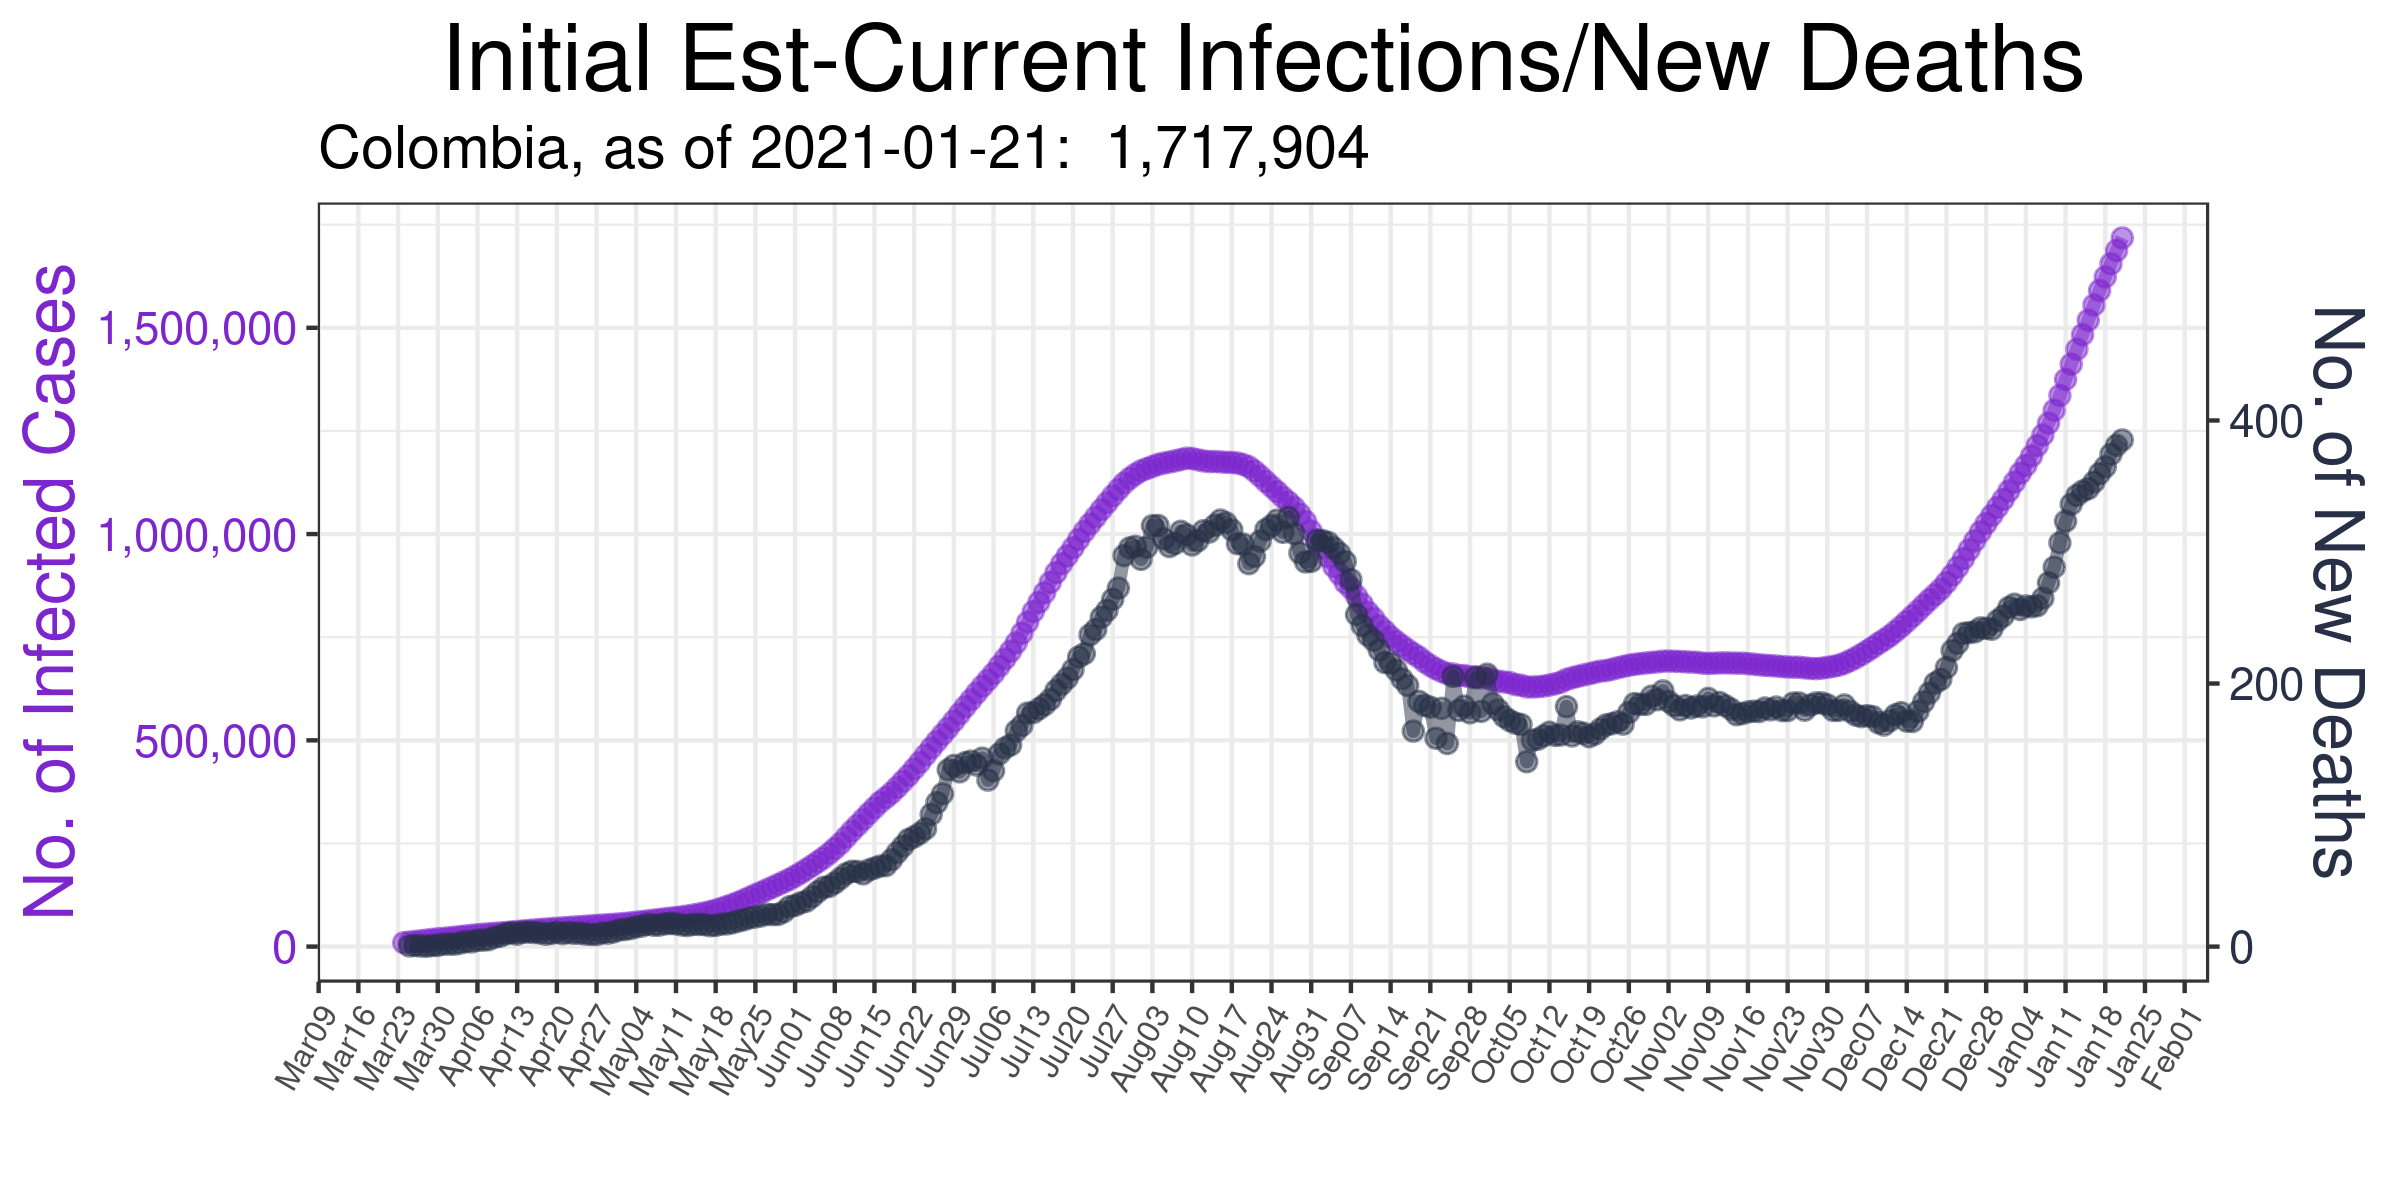 Initial Est-Current Infections/New Deaths
Colombia, as of 2021-01-21:  1,717,904
No. of Infected Cases
1,500,000
1,000,000
500,000
0
No. of New Deaths
400
200
0
Mar09
Mar16
Mar23
Mar30
Apr06
Apr13
Apr20
Apr27
May04
May11
May18
May25
Jun01
Jun08
Jun15
Jun22
Jun29
Jul06
Jul13
Jul20
Jul27
Aug03
Aug10
Aug17
Aug24
Aug31
Sep07
Sep14
Sep21
Sep28
Oct05
Oct12
Oct19
Oct26
Nov02
Nov09
Nov16
Nov23
Nov30
Dec07
Dec14
Dec21
Dec28
Jan04
Jan11
Jan18
Jan25
Feb01